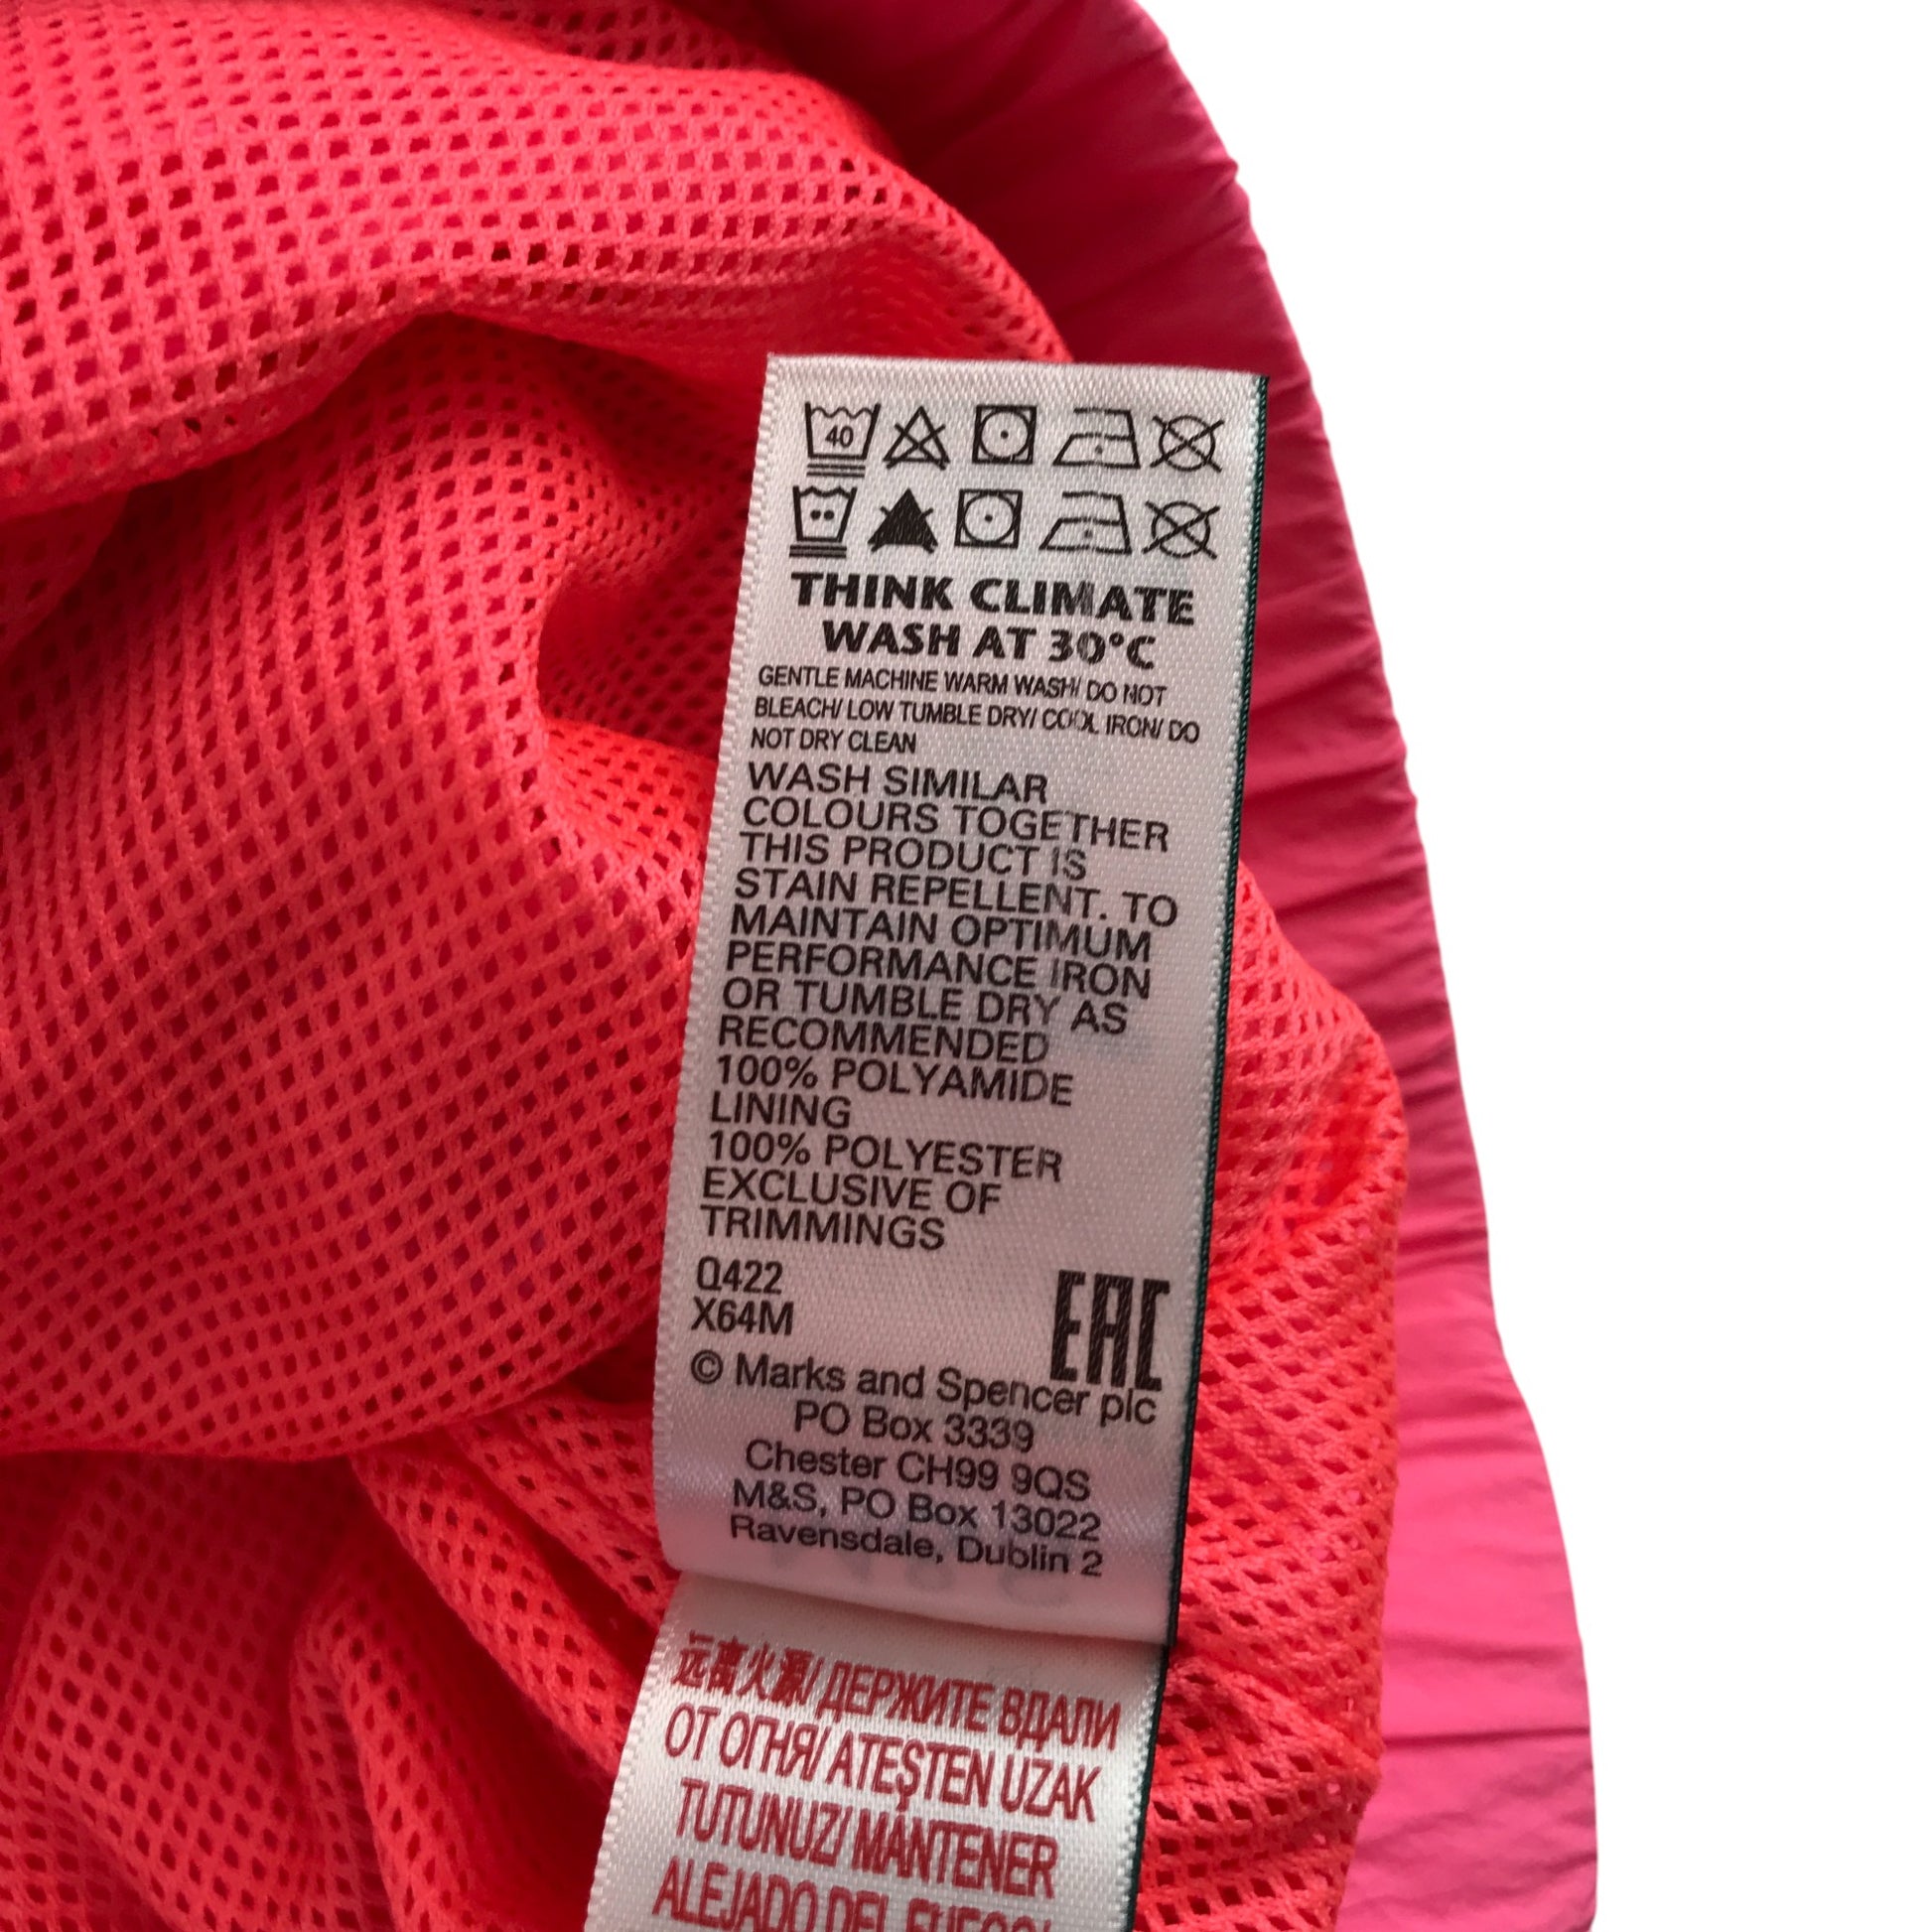 40
THINK CLIMATE
WASH AT 30°C
GENTLE MACHINE WARM WASH/ DO NOT
BLEACH/ LOW TUMBLE DRY/ COOL IRON/ DO
NOT DRY CLEAN
WASH SIMILAR
COLOURS TOGETHER
THIS PRODUCT IS
STAIN REPELLENT. TO
MAINTAIN OPTIMUM
PERFORMANCE IRON
OR TUMBLE DRY AS
RECOMMENDED
100% POLYAMIDE
LINING
100% POLYESTER
EXCLUSIVE OF
TRIMMINGS
Q422
X64M
EAC
© Marks and Spencer plc
PO Box 3339
Chester CH99 9QS
M&S, PO Box 13022
Ravensdale, Dublin 2
远离火源/ ДЕРЖИТЕ ВДАЛИ
ОТ ОГНЯ/ ATEŞTEN UZAK
TUTUNUZ/ MANTENER
ALEJADO DEL FUEGO/